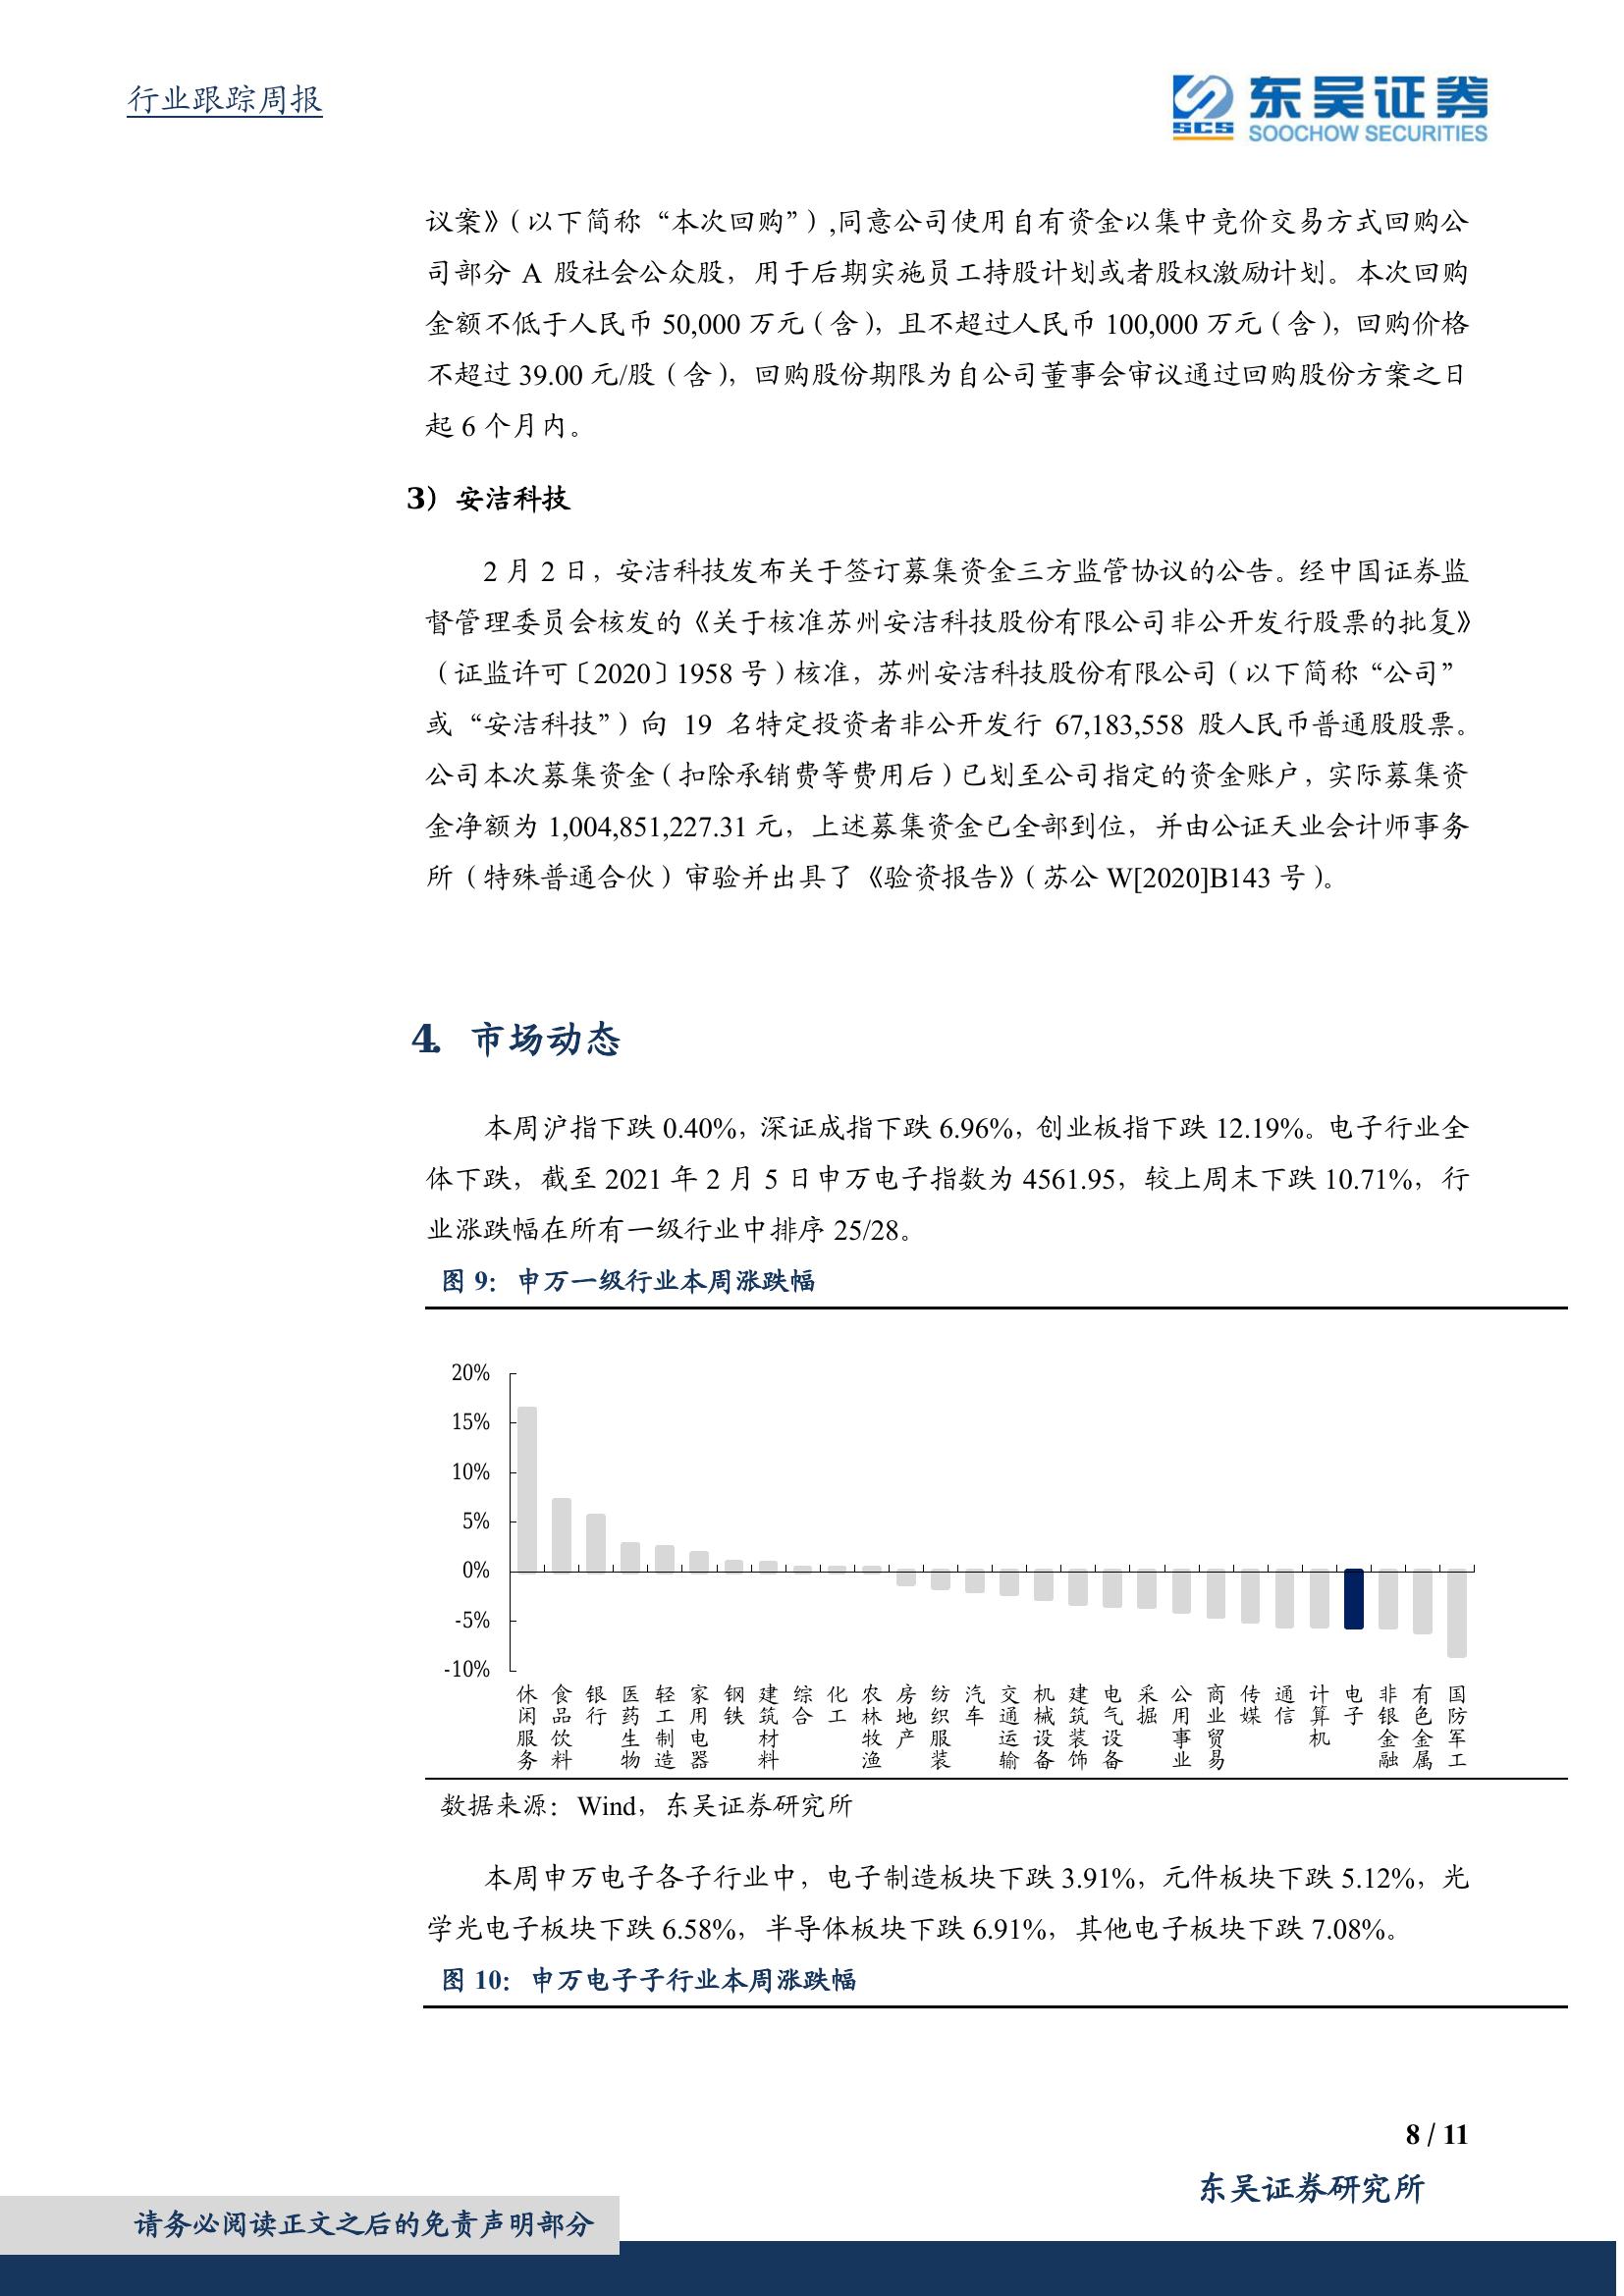 行业跟踪周报
东吴证券
SCS
SOOCHOW SECURITIES
议案》（以下简称“本次回购”）,同意公司使用自有资金以集中竞价交易方式回购公
司部分 A 股社会公众股，用于后期实施员工持股计划或者股权激励计划。本次回购
金额不低于人民币 50,000 万元（含），且不超过人民币 100,000 万元（含），回购价格
不超过 39.00 元/股（含），回购股份期限为自公司董事会审议通过回购股份方案之日
起 6 个月内。
3）安洁科技
2 月 2 日，安洁科技发布关于签订募集资金三方监管协议的公告。经中国证券监
督管理委员会核发的《关于核准苏州安洁科技股份有限公司非公开发行股票的批复》
（证监许可〔2020〕1958 号）核准，苏州安洁科技股份有限公司（以下简称“公司”
或“安洁科技”）向 19 名特定投资者非公开发行 67,183,558 股人民币普通股股票。
公司本次募集资金（扣除承销费等费用后）已划至公司指定的资金账户，实际募集资
金净额为 1,004,851,227.31 元，上述募集资金已全部到位，并由公证天业会计师事务
所（特殊普通合伙）审验并出具了《验资报告》（苏公 W[2020]B143 号）。
4. 市场动态
本周沪指下跌 0.40%，深证成指下跌 6.96%，创业板指下跌 12.19%。电子行业全
体下跌，截至 2021 年 2 月 5 日申万电子指数为 4561.95，较上周末下跌 10.71%，行
业涨跌幅在所有一级行业中排序 25/28。
图 9：申万一级行业本周涨跌幅
20%
15%
10%
5%
0%
-5%
-10%
休闲服务
食品饮料
银行
医药生物
轻工制造
家用电器
钢铁
建筑材料
综合
化工
农林牧渔
房地产
纺织服装
汽车
交通运输
机械设备
建筑装饰
电气设备
采掘
公用事业
商业贸易
传媒
通信
计算机
电子
非银金融
有色金属
国防军工
数据来源：Wind，东吴证券研究所
本周申万电子各子行业中，电子制造板块下跌 3.91%，元件板块下跌 5.12%，光
学光电子板块下跌 6.58%，半导体板块下跌 6.91%，其他电子板块下跌 7.08%。
图 10：申万电子子行业本周涨跌幅
8 / 11
东吴证券研究所
请务必阅读正文之后的免责声明部分